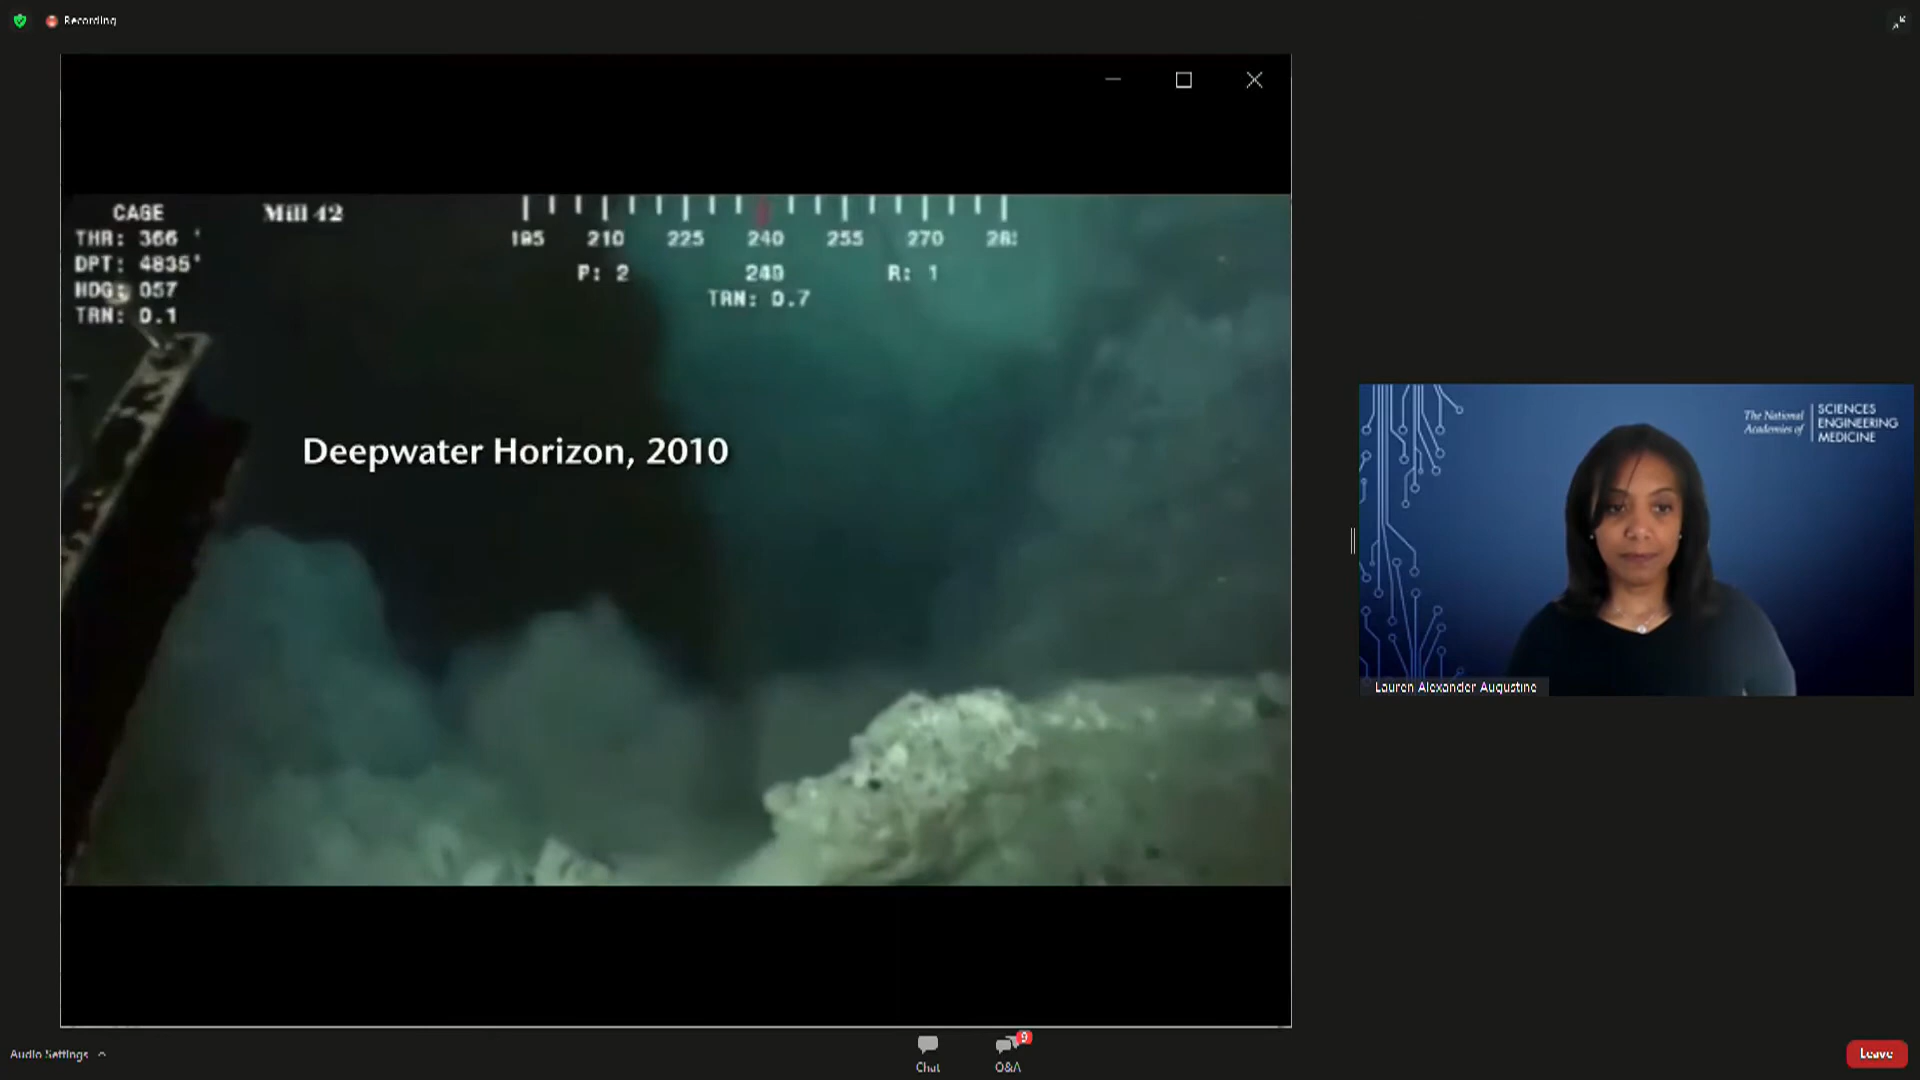 Recording
CAGE
Mill 42
THR: 366 '
DPT: 4835'
HDG: 057
TRN: 0.1
195 210 225 240 255 270 28
P: 2 240 R: 1
TRN: 0.7
Deepwater Horizon, 2010
The National
Academies of
SCIENCES
ENGINEERING
MEDICINE
Lauren Alexander Augustine
Audio Settings
Chat
9
Q&A
Leave